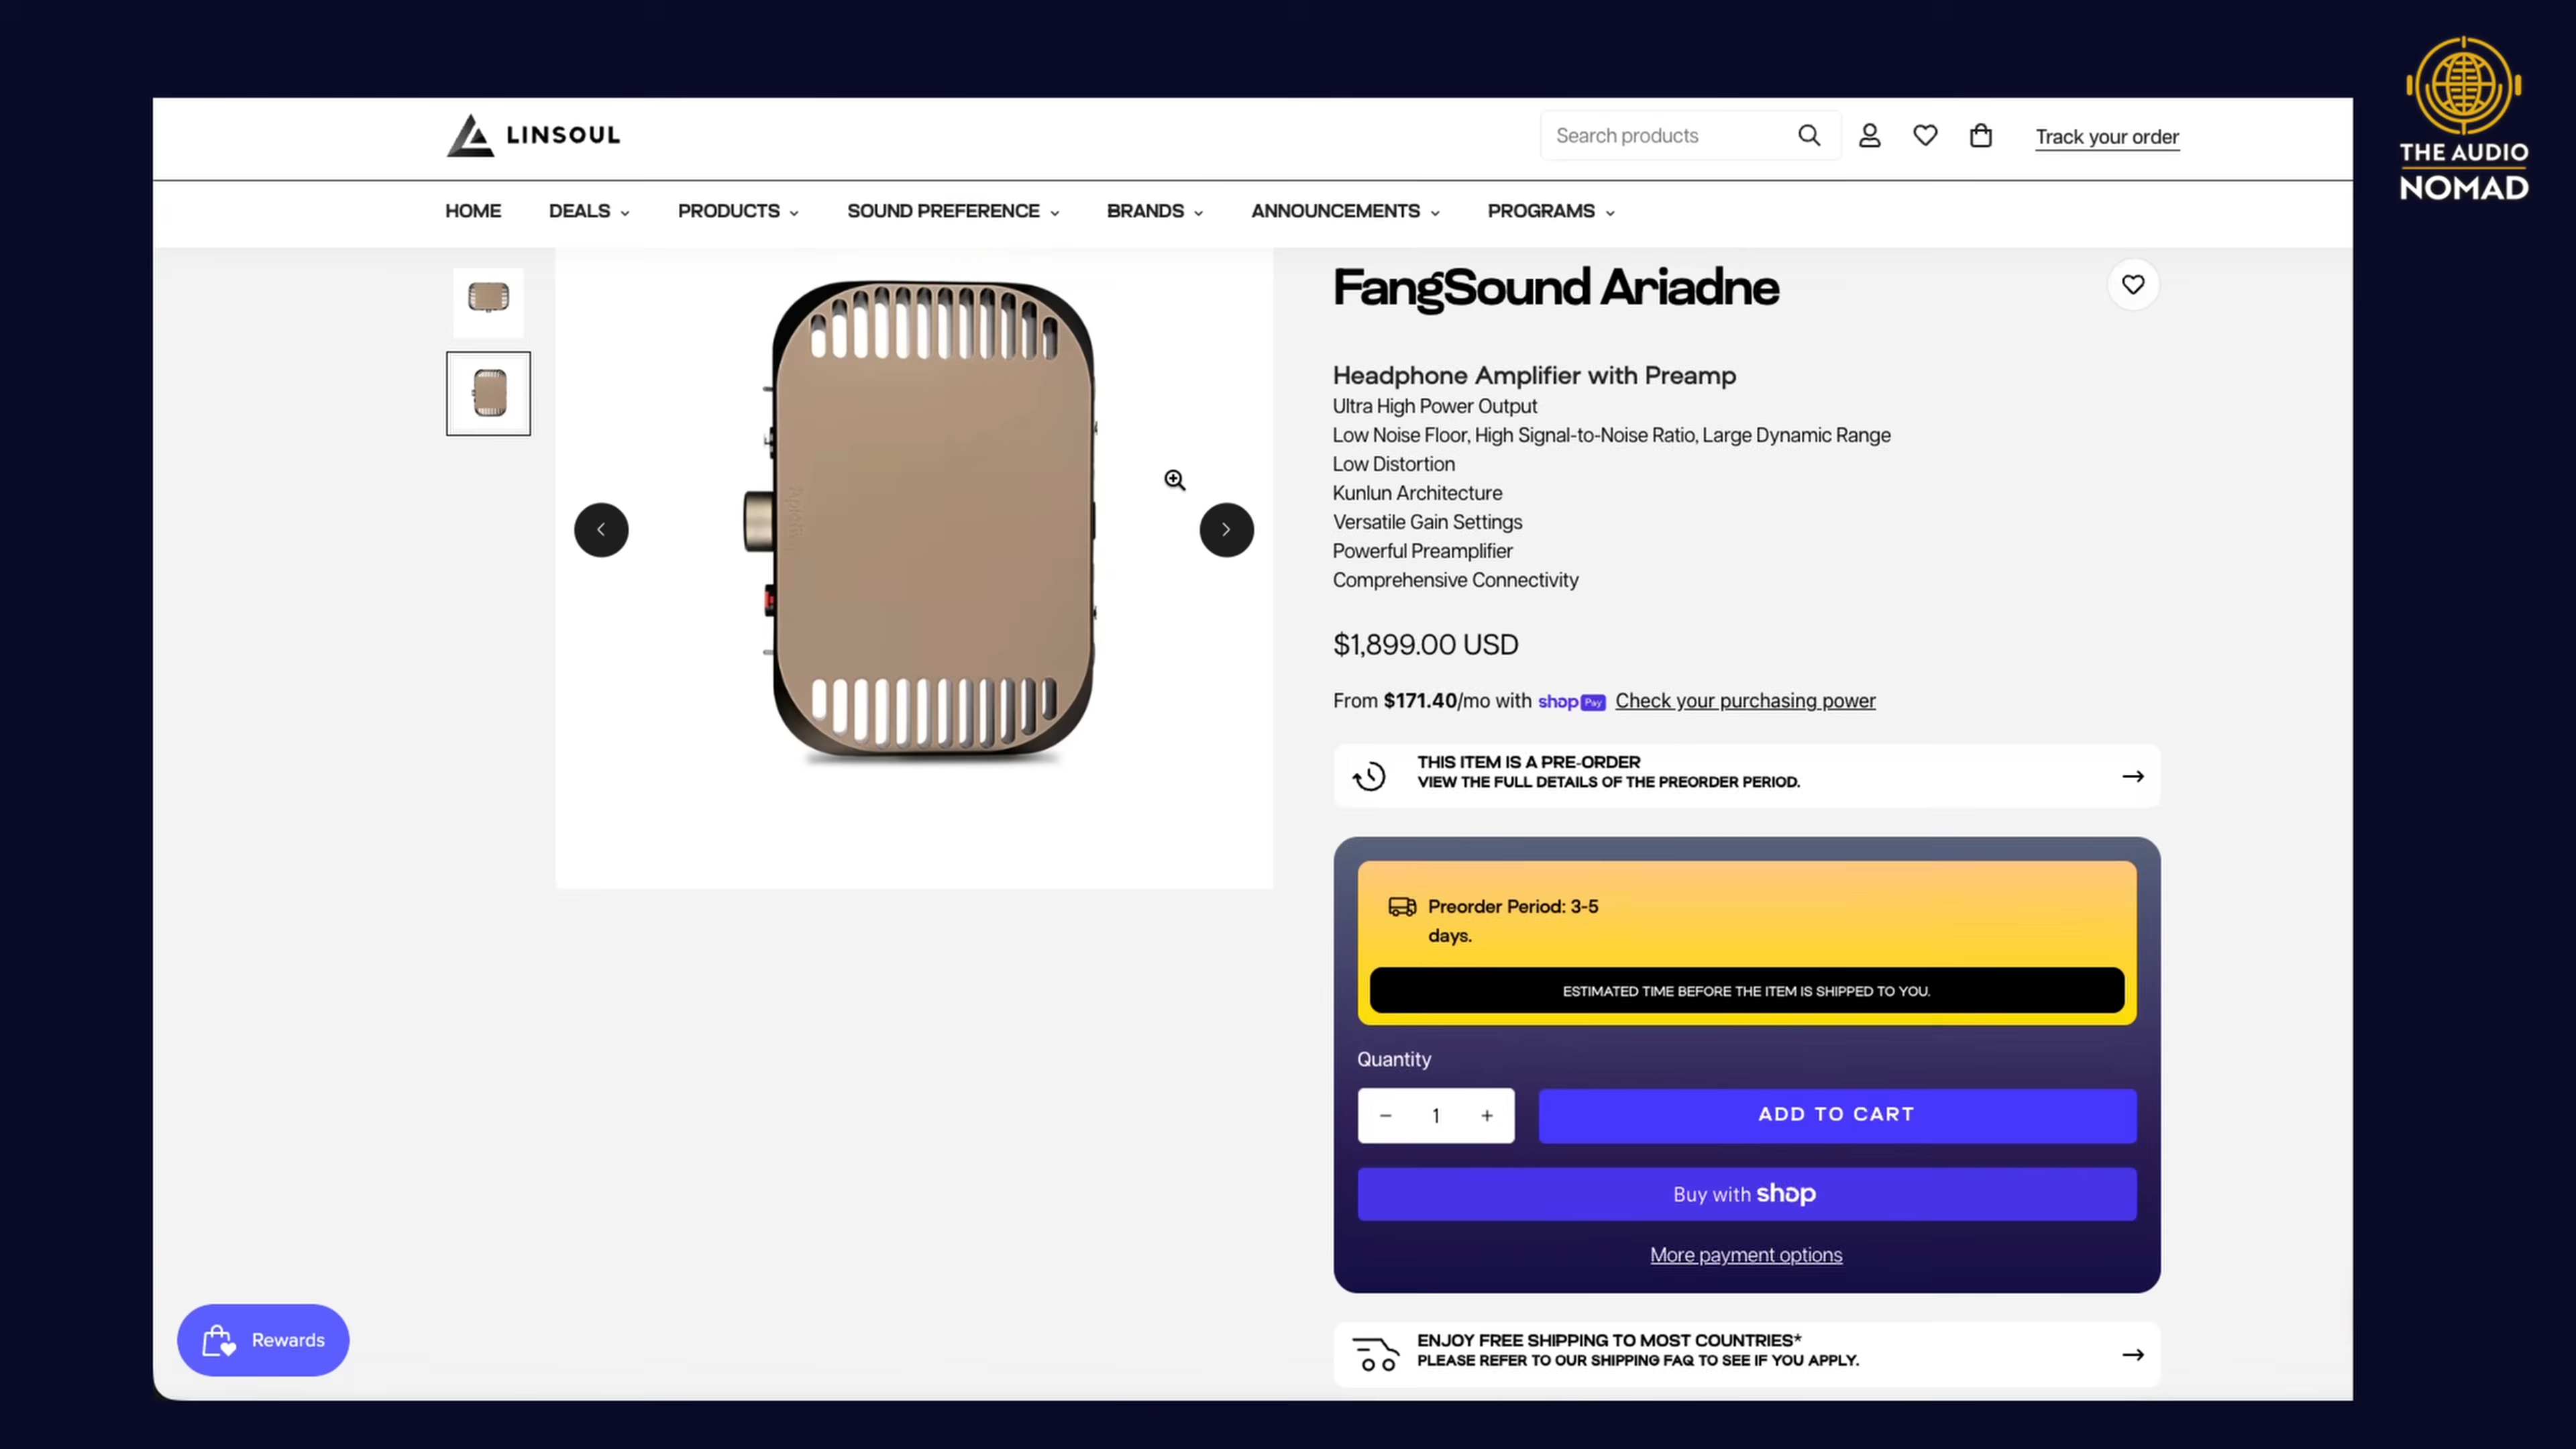 THE AUDIO
NOMAD
LINSOUL
Search products
Track your order
HOME
DEALS
PRODUCTS
SOUND PREFERENCE
BRANDS
ANNOUNCEMENTS
PROGRAMS
FangSound Ariadne
Headphone Amplifier with Preamp
Ultra High Power Output
Low Noise Floor, High Signal-to-Noise Ratio, Large Dynamic Range
Low Distortion
Kunlun Architecture
Versatile Gain Settings
Powerful Preamplifier
Comprehensive Connectivity
$1,899.00 USD
From $171.40/mo with shop Pay Check your purchasing power
THIS ITEM IS A PRE-ORDER
VIEW THE FULL DETAILS OF THE PREORDER PERIOD.
Preorder Period: 3-5
days.
ESTIMATED TIME BEFORE THE ITEM IS SHIPPED TO YOU.
Quantity
− 1 +
ADD TO CART
Buy with shop
More payment options
Rewards
ENJOY FREE SHIPPING TO MOST COUNTRIES*
PLEASE REFER TO OUR SHIPPING FAQ TO SEE IF YOU APPLY.